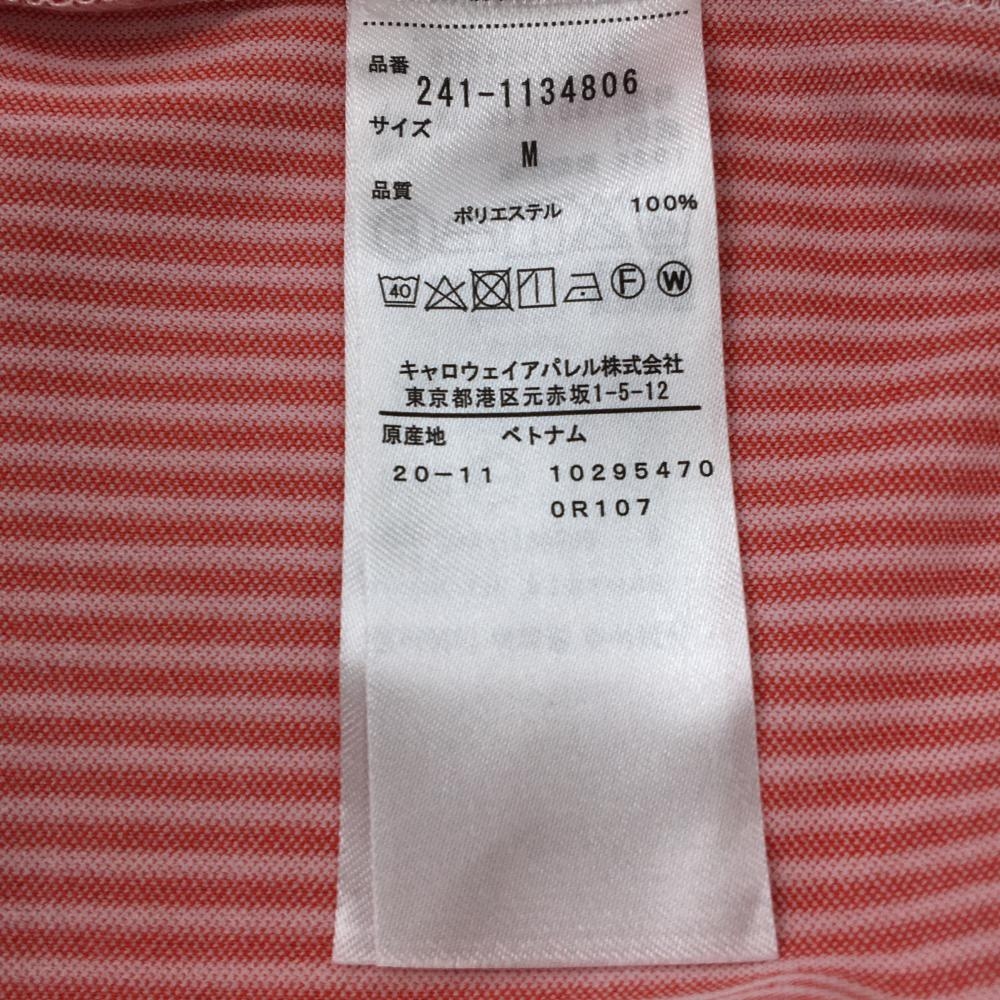 品番
241-1134806
サイズ
M
品質
ポリエステル 100%
40 F W
キャロウェイアパレル株式会社
東京都港区元赤坂1-5-12
原産地 ベトナム
20-11 10295470
0R107